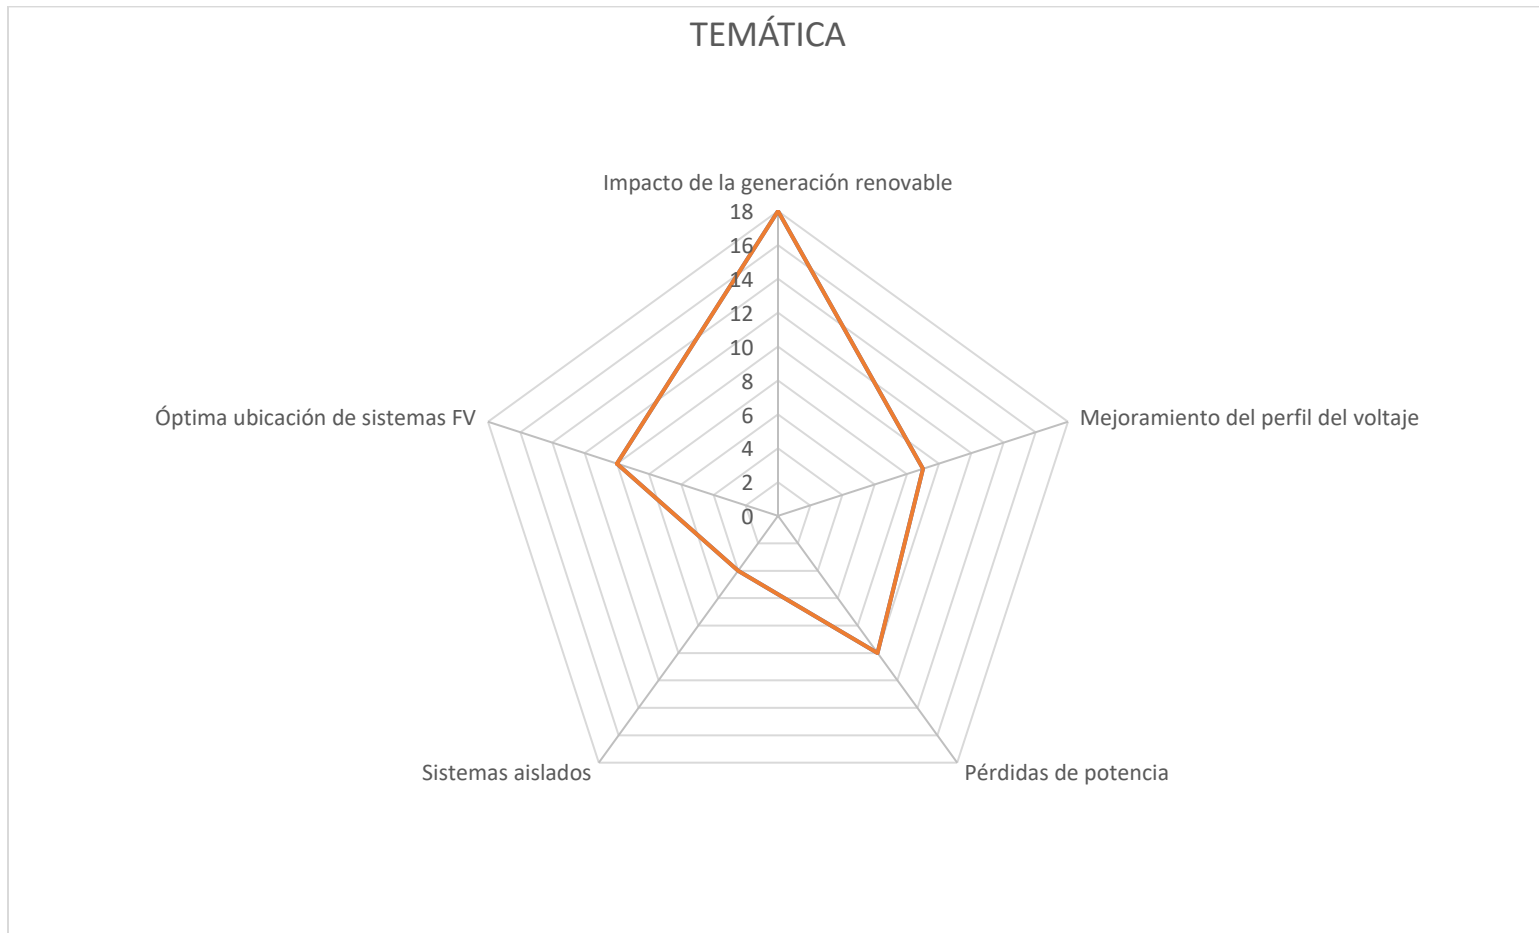 TEMÁTICA
Impacto de la generación renovable
18
16
14
12
10
8
6
4
2
0
Óptima ubicación de sistemas FV
Mejoramiento del perfil del voltaje
Sistemas aislados
Pérdidas de potencia